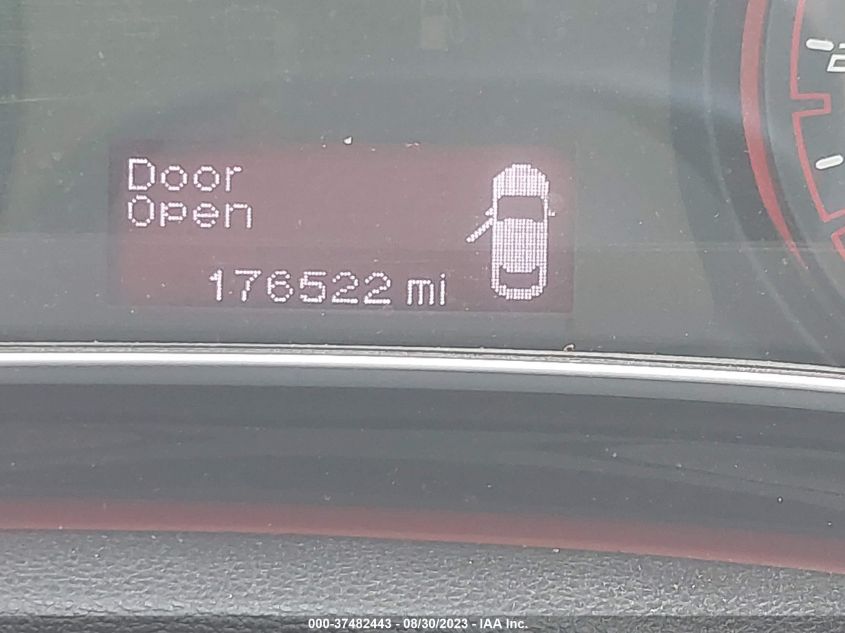 Door
Open
176522 mi
000-37482443 - 08/30/2023 - IAA Inc.